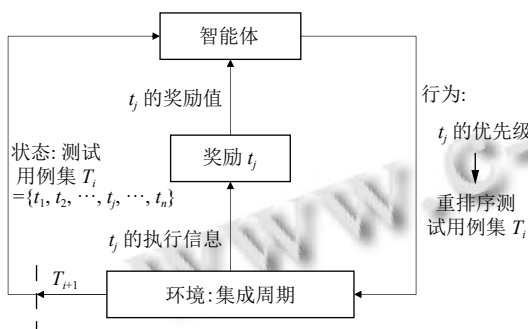 智能体
t_j 的奖励值
行为:
t_j 的优先级
奖励 t_j
状态: 测试
用例集 T_i
={t_1, t_2, …, t_j, …, t_n}
重排序测
试用例集 T_i
t_j 的执行信息
T_{i+1}
环境: 集成周期